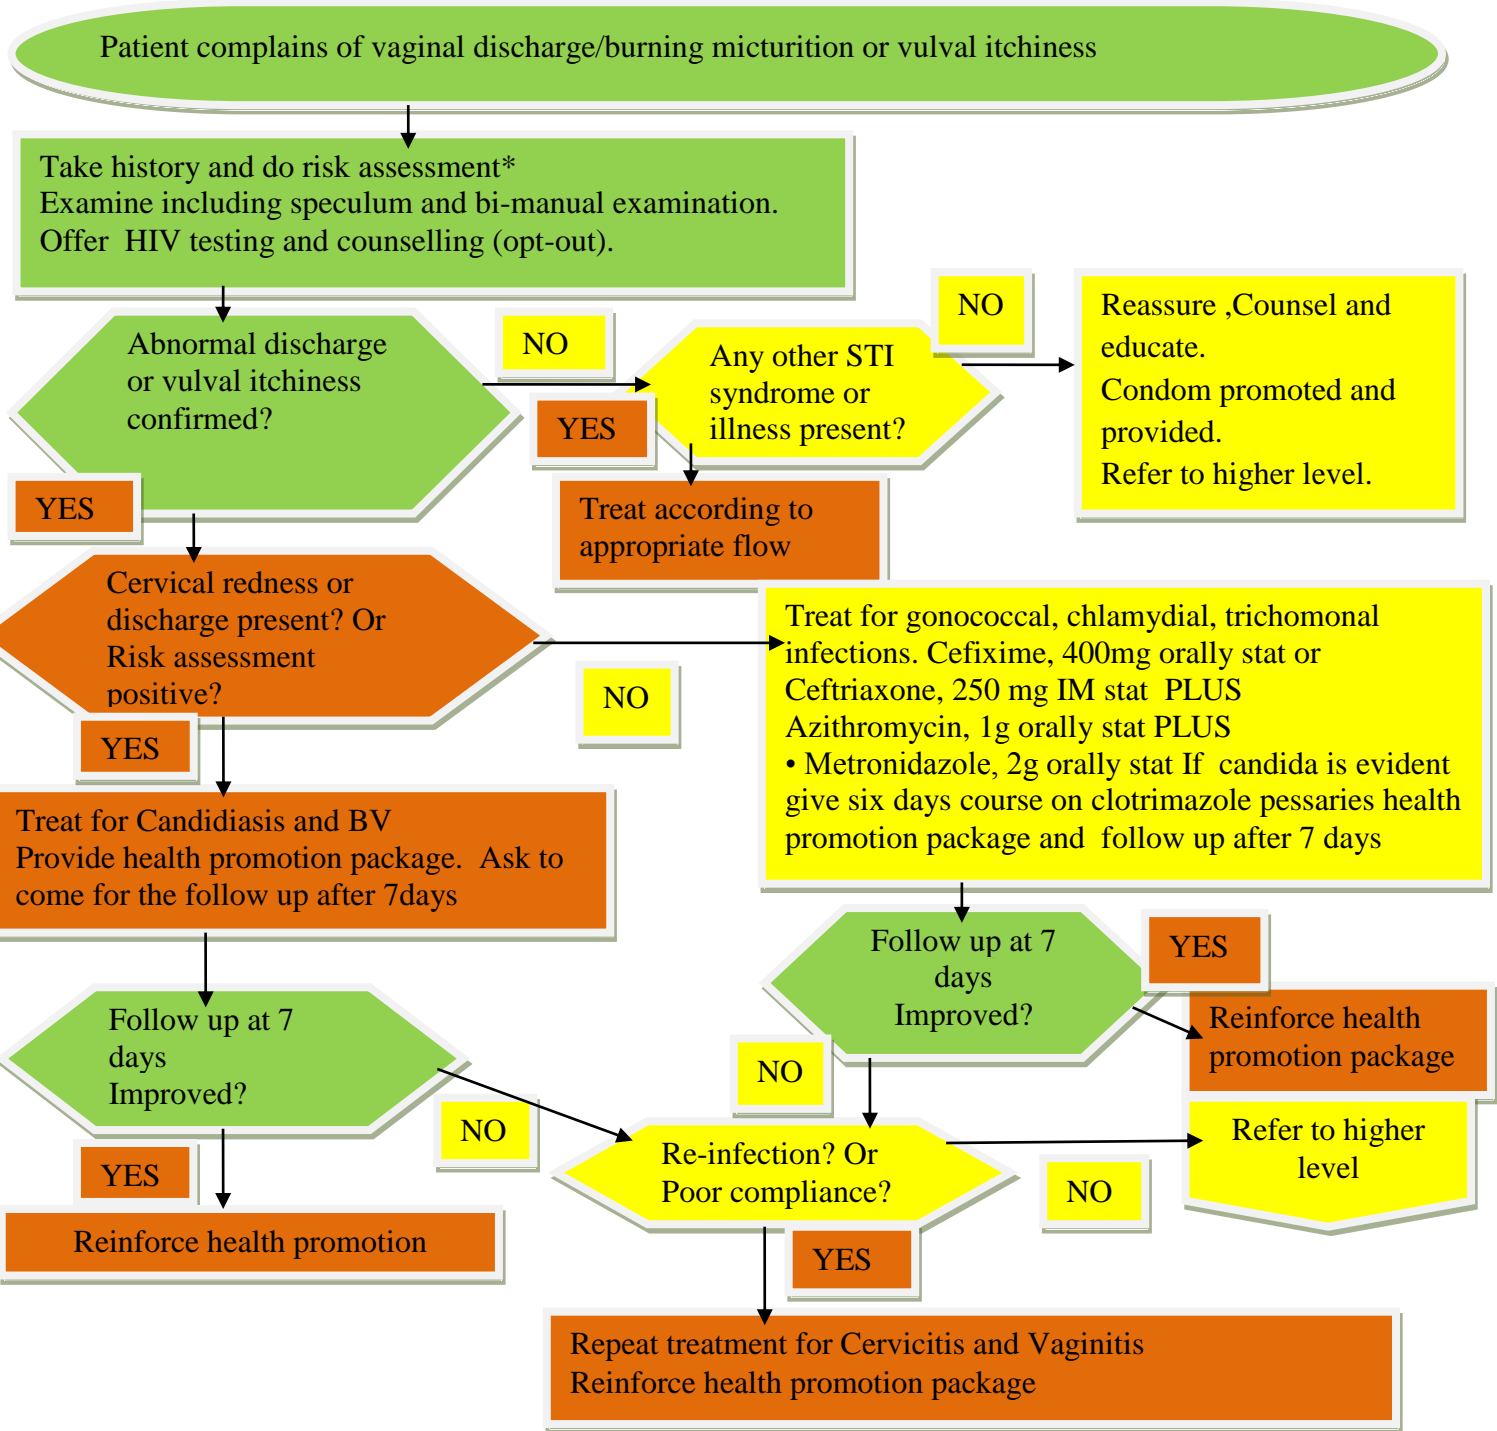 Patient complains of vaginal discharge/burning micturition or vulval itchiness
Take history and do risk assessment*
Examine including speculum and bi-manual examination.
Offer HIV testing and counselling (opt-out).
Abnormal discharge
or vulval itchiness
confirmed?
NO
YES
Any other STI
syndrome or
illness present?
NO
Reassure ,Counsel and
educate.
Condom promoted and
provided.
Refer to higher level.
YES
Treat according to
appropriate flow
Cervical redness or
discharge present? Or
Risk assessment
positive?
NO
YES
Treat for gonococcal, chlamydial, trichomonal
infections. Cefixime, 400mg orally stat or
Ceftriaxone, 250 mg IM stat PLUS
Azithromycin, 1g orally stat PLUS
• Metronidazole, 2g orally stat If candida is evident
give six days course on clotrimazole pessaries health
promotion package and follow up after 7 days
Treat for Candidiasis and BV
Provide health promotion package. Ask to
come for the follow up after 7days
Follow up at 7
days
Improved?
YES
Reinforce health
promotion package
NO
Follow up at 7
days
Improved?
NO
YES
Reinforce health promotion
Re-infection? Or
Poor compliance?
NO
Refer to higher
level
YES
Repeat treatment for Cervicitis and Vaginitis
Reinforce health promotion package